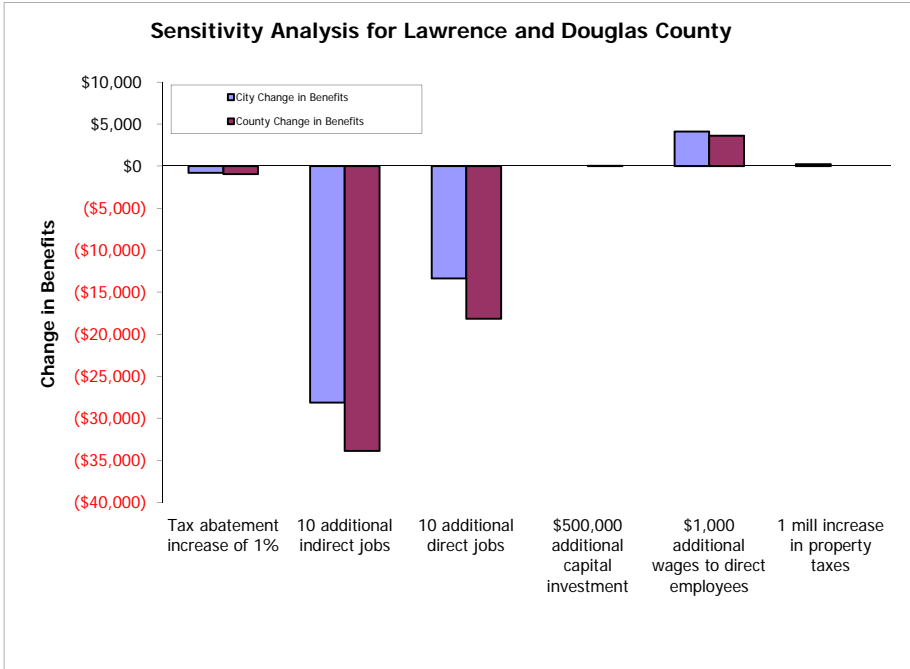 Sensitivity Analysis for Lawrence and Douglas County
City Change in Benefits
County Change in Benefits
Change in Benefits
$10,000
$5,000
$0
($5,000)
($10,000)
($15,000)
($20,000)
($25,000)
($30,000)
($35,000)
($40,000)
Tax abatement
increase of 1%
10 additional
indirect jobs
10 additional
direct jobs
$500,000
additional
capital
investment
$1,000
additional
wages to direct
employees
1 mill increase
in property
taxes